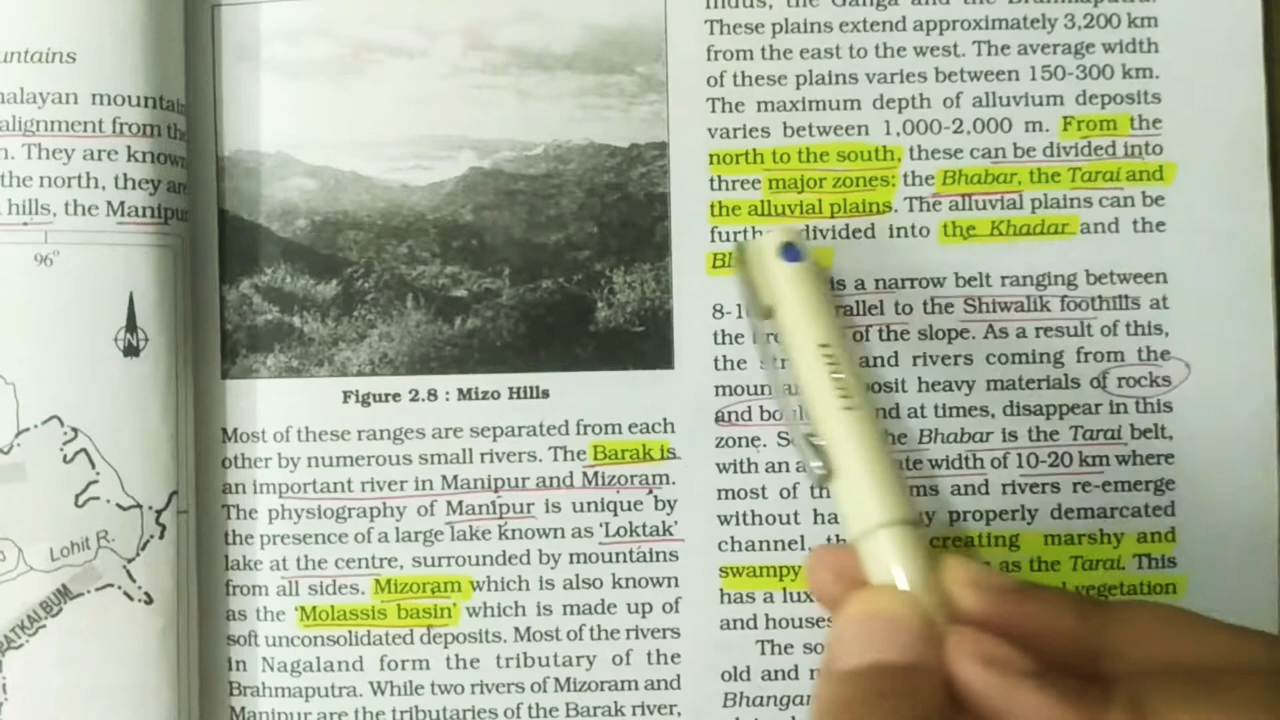 untains
alayan mountain
alignment from the
n. They are known
the north, they are
hills, the Manipu
96°
N
Lohit R.
ATKAIBUM
Figure 2.8 : Mizo Hills
Most of these ranges are separated from each
other by numerous small rivers. The Barak is
an important river in Manipur and Mizoram.
The physiography of Manipur is unique by
the presence of a large lake known as ‘Loktak’
lake at the centre, surrounded by mountains
from all sides. Mizoram which is also known
as the ‘Molassis basin’ which is made up of
soft unconsolidated deposits. Most of the rivers
in Nagaland form the tributary of the
Brahmaputra. While two rivers of Mizoram and
Manipur are the tributaries of the Barak river,
the Ganga and the
These plains extend approximately 3,200 km
from the east to the west. The average width
of these plains varies between 150-300 km.
The maximum depth of alluvium deposits
varies between 1,000-2,000 m. From the
north to the south, these can be divided into
three major zones: the Bhabar, the Tarai and
the alluvial plains. The alluvial plains can be
furth divided into the Khadar and the
Bh
is a narrow belt ranging between
8-1 rallel to the Shiwalik foothills at
the of the slope. As a result of this,
the str and rivers coming from the
moun osit heavy materials of rocks
and boul nd at times, disappear in this
zone. S he Bhabar is the Tarai belt,
with an a te width of 10-20 km where
most of th ms and rivers re-emerge
without ha y properly demarcated
channel, th creating marshy and
swampy as the Tarai. This
has a lux vegetation
and houses
The so
old and n
Bhangar